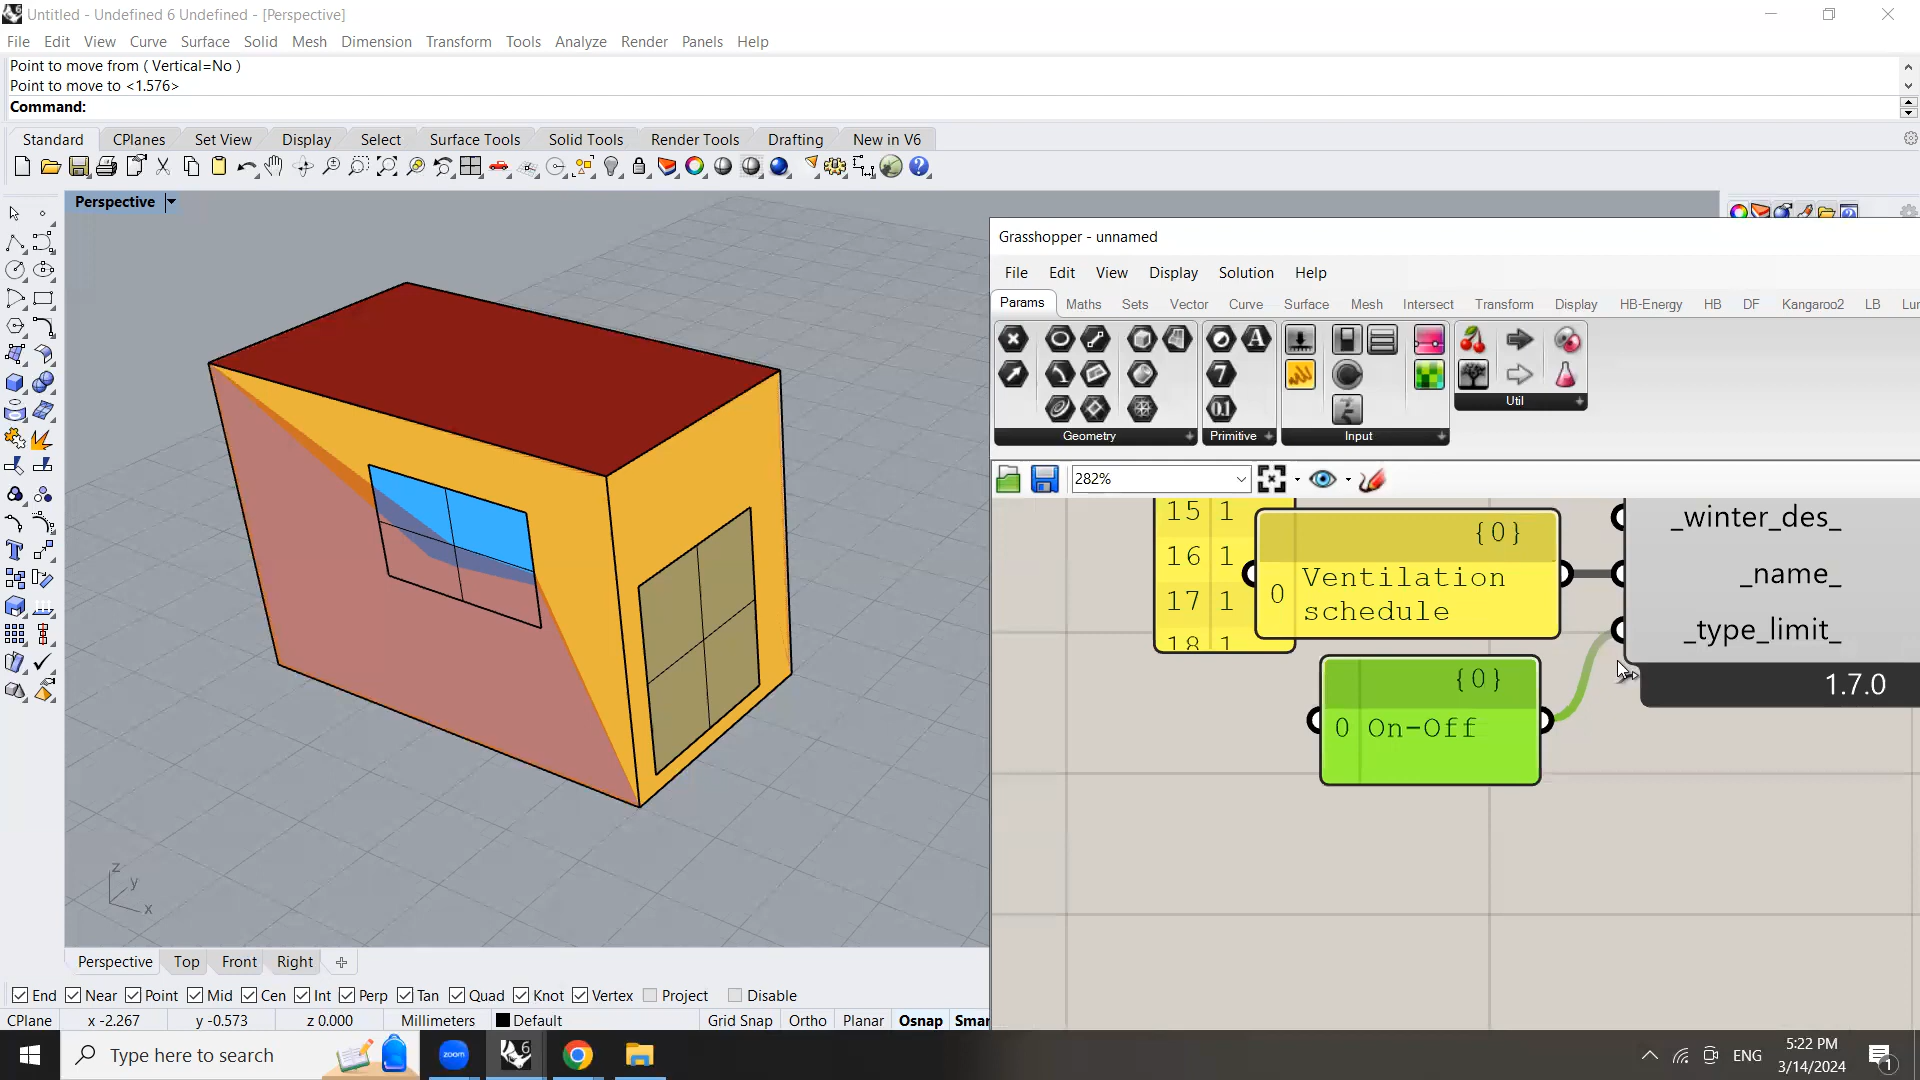 Untitled - Undefined 6 Undefined - [Perspective]
File Edit View Curve Surface Solid Mesh Dimension Transform Tools Analyze Render Panels Help
Point to move from ( Vertical=No )
Point to move to <1.576>
Command:
Standard CPlanes Set View Display Select Surface Tools Solid Tools Render Tools Drafting New in V6
Perspective
Grasshopper - unnamed
File Edit View Display Solution Help
Params Maths Sets Vector Curve Surface Mesh Intersect Transform Display HB-Energy HB DF Kangaroo2 LB Lun
Geometry Primitive Input Util
282%
15 1
16 1
17 1
18 1
{0}
0 Ventilation
schedule
{0}
0 On-Off
_winter_des_
_name_
_type_limit_
1.7.0
z
y
x
Perspective Top Front Right
End Near Point Mid Cen Int Perp Tan Quad Knot Vertex Project Disable
CPlane x -2.267 y -0.573 z 0.000 Millimeters Default Grid Snap Ortho Planar Osnap Smar
Type here to search
zoom
6
ENG
5:22 PM
3/14/2024
1